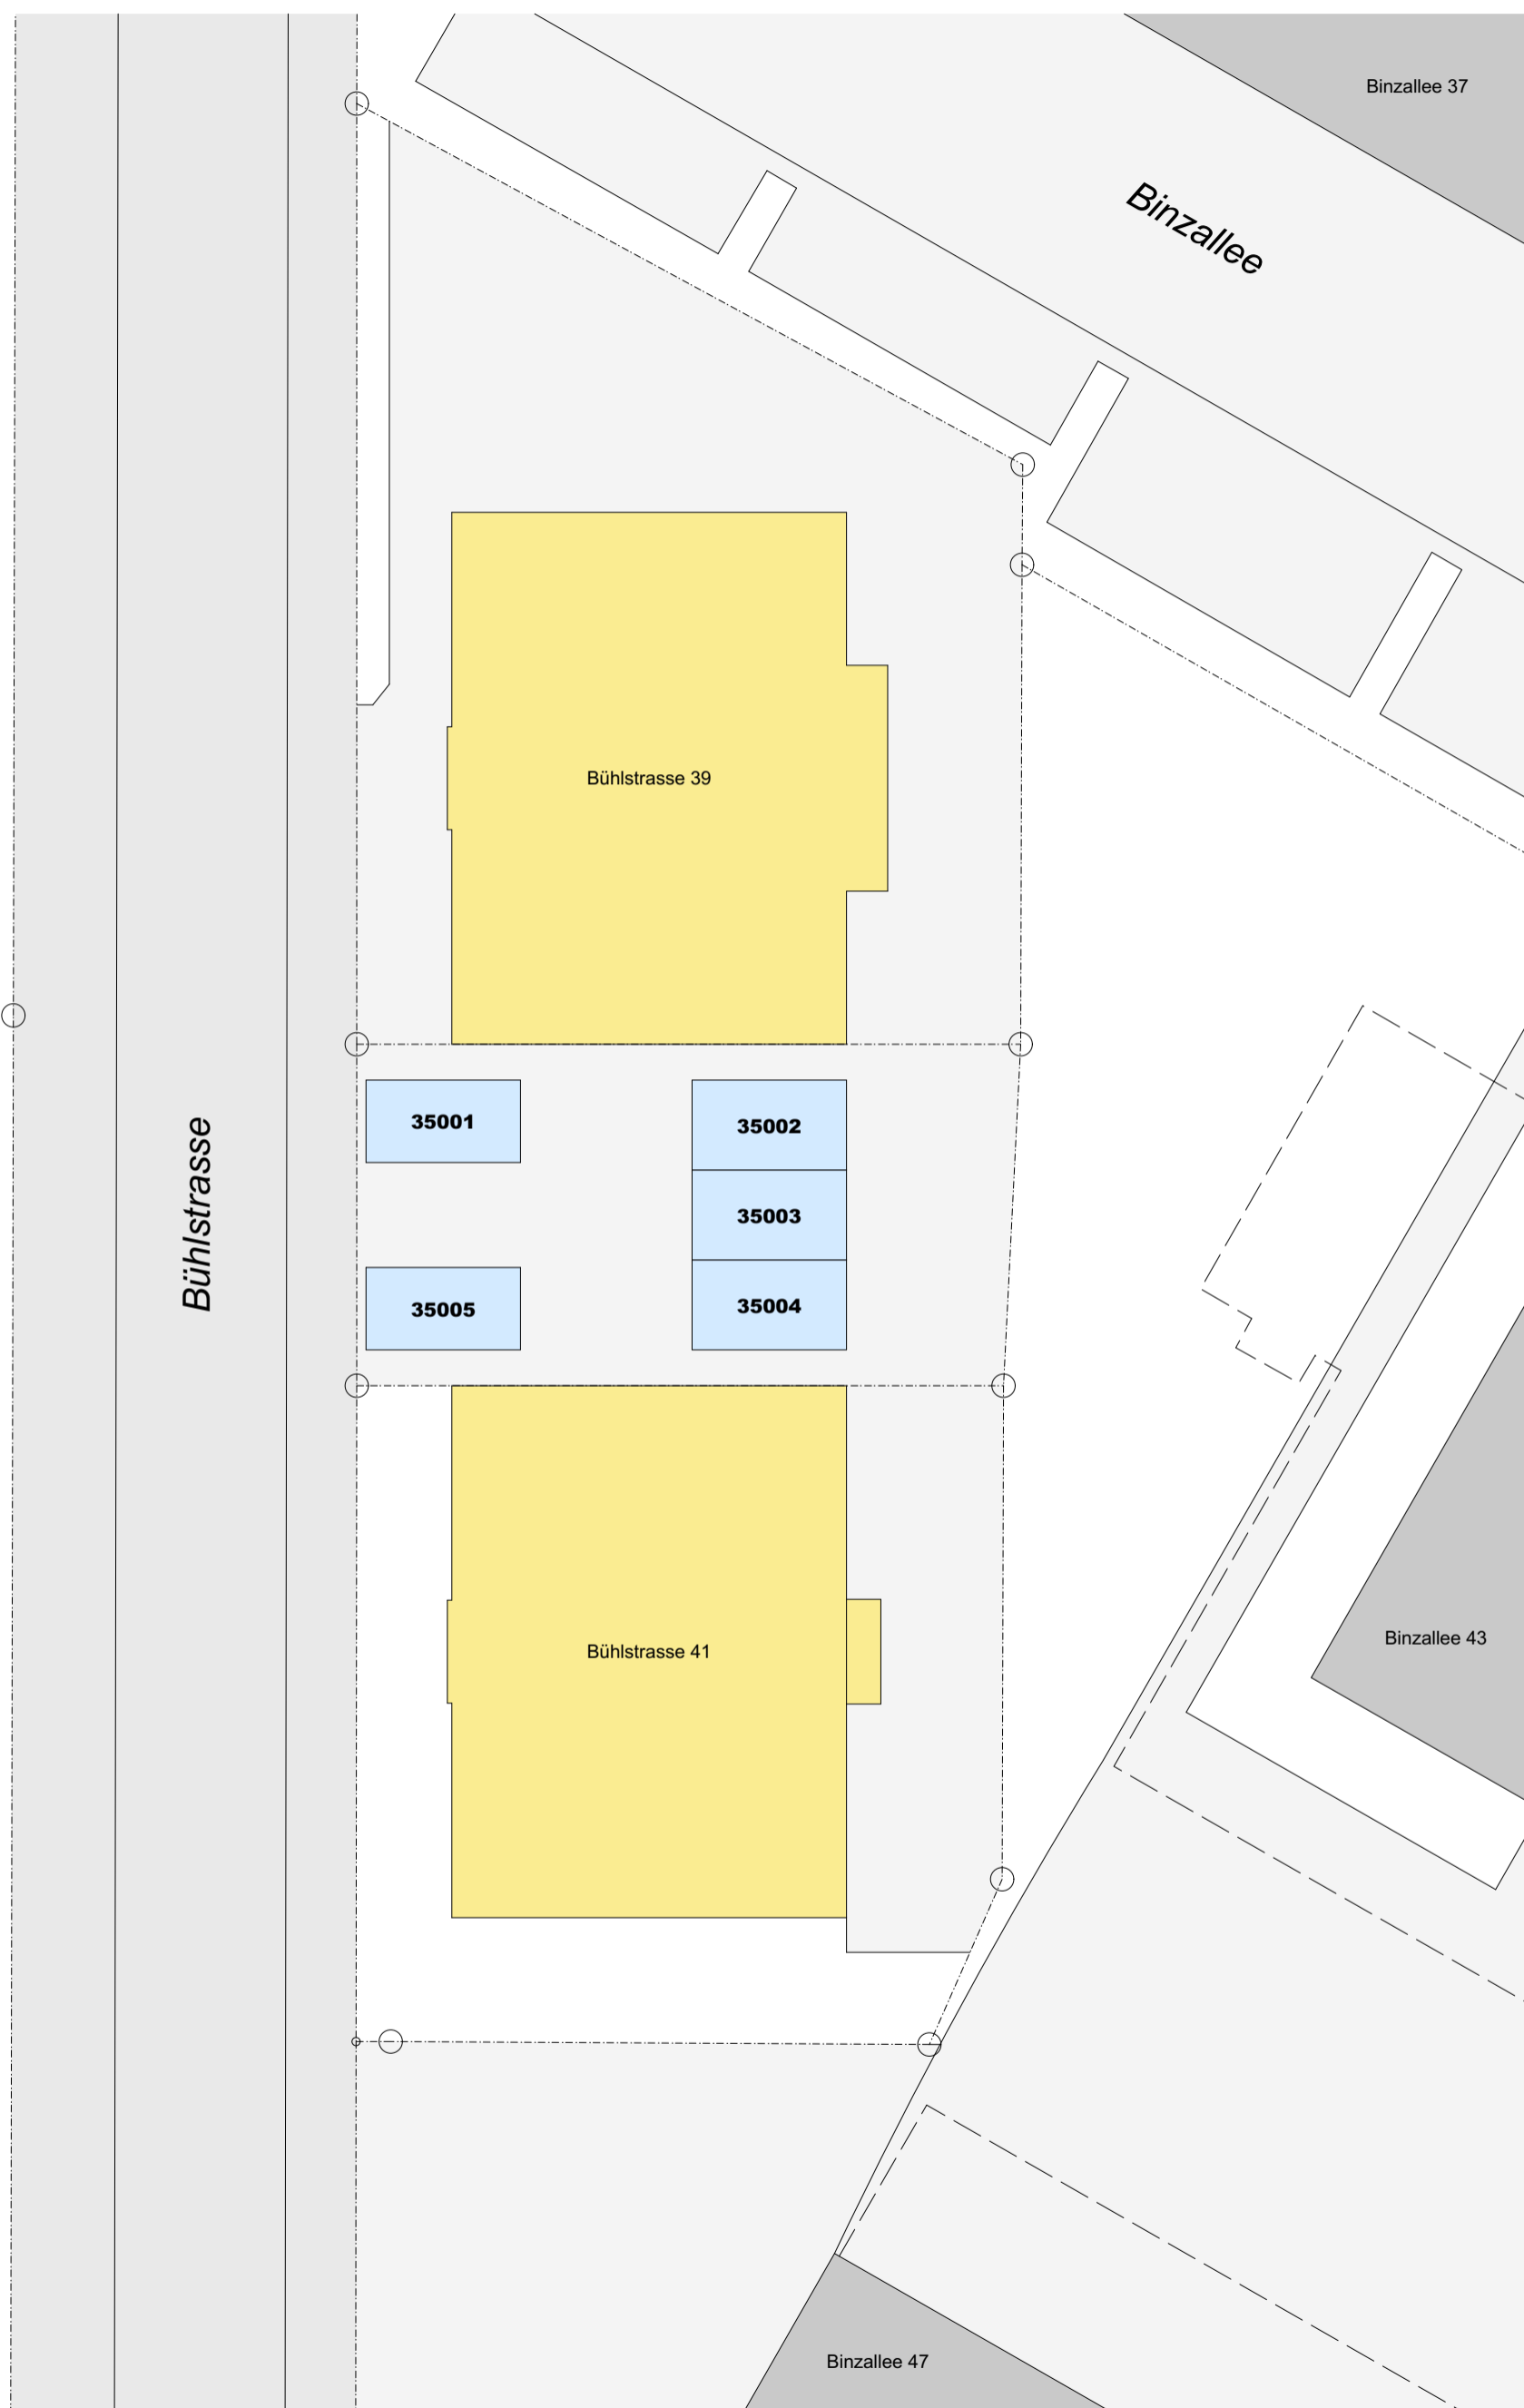 Binzallee 37
Binzallee
Bühlstrasse 39
Bühlstrasse
35001
35002
35003
35004
35005
Bühlstrasse 41
Binzallee 43
Binzallee 47